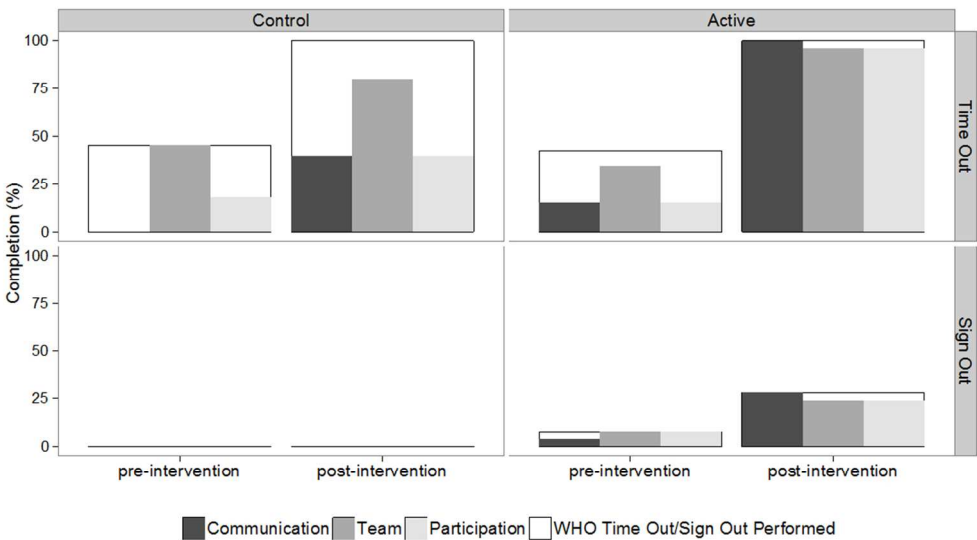 Control
Active
100
75
50
25
0
Time Out
Completion (%)
100
75
50
25
0
Sign Out
pre-intervention
post-intervention
pre-intervention
post-intervention
Communication Team Participation WHO Time Out/Sign Out Performed